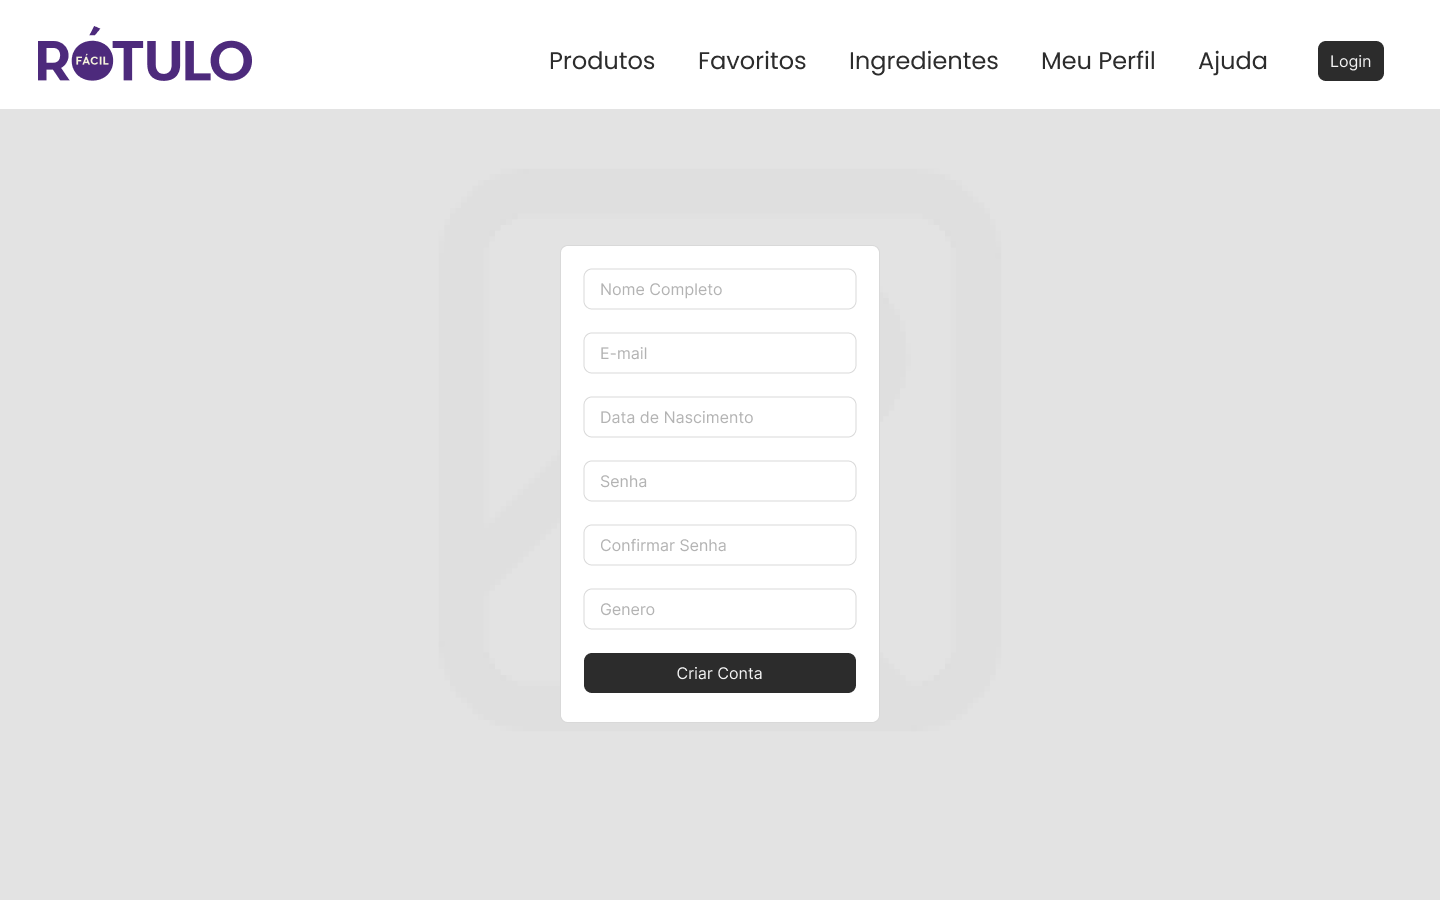 RÓTULO
FÁCIL
Produtos Favoritos Ingredientes Meu Perfil Ajuda Login
Nome Completo
E-mail
Data de Nascimento
Senha
Confirmar Senha
Genero
Criar Conta